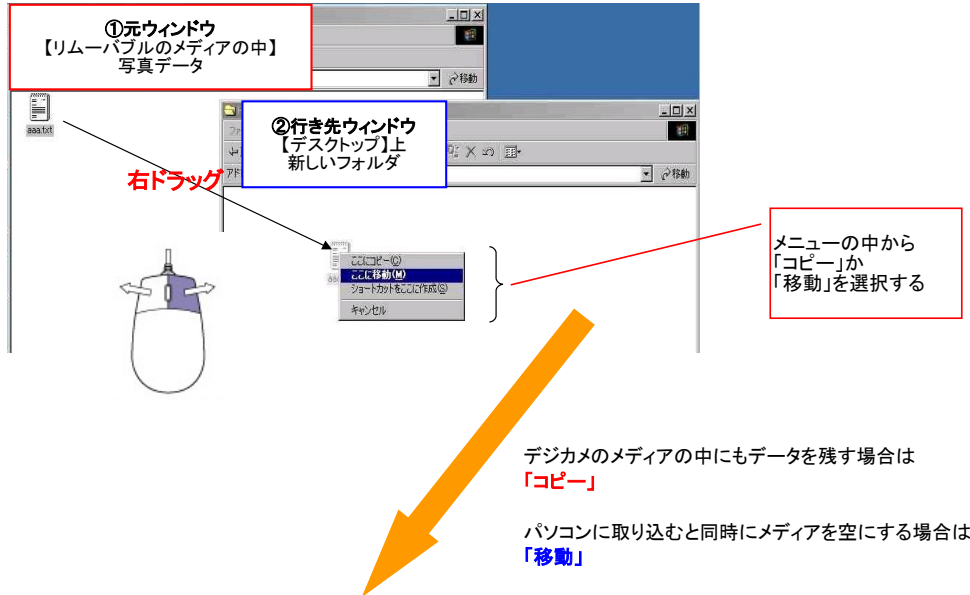 ①元ウィンドウ
【リムーバブルのメディアの中】
写真データ
移動
aaa.txt
②行き先ウィンドウ
【デスクトップ】上
新しいフォルダ
移動
右ドラッグ
ここにコピー(C)
ここに移動(M)
ショートカットをここに作成(S)
キャンセル
メニューの中から
「コピー」か
「移動」を選択する
デジカメのメディアの中にもデータを残す場合は
「コピー」
パソコンに取り込むと同時にメディアを空にする場合は
「移動」